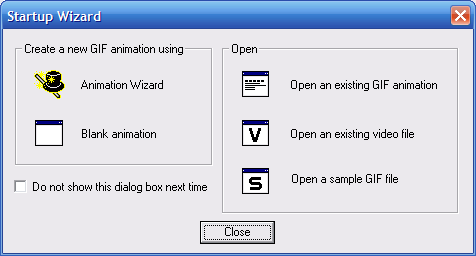 Startup Wizard
Create a new GIF animation using
Animation Wizard
Blank animation
Do not show this dialog box next time
Open
Open an existing GIF animation
V
Open an existing video file
S
Open a sample GIF file
Close